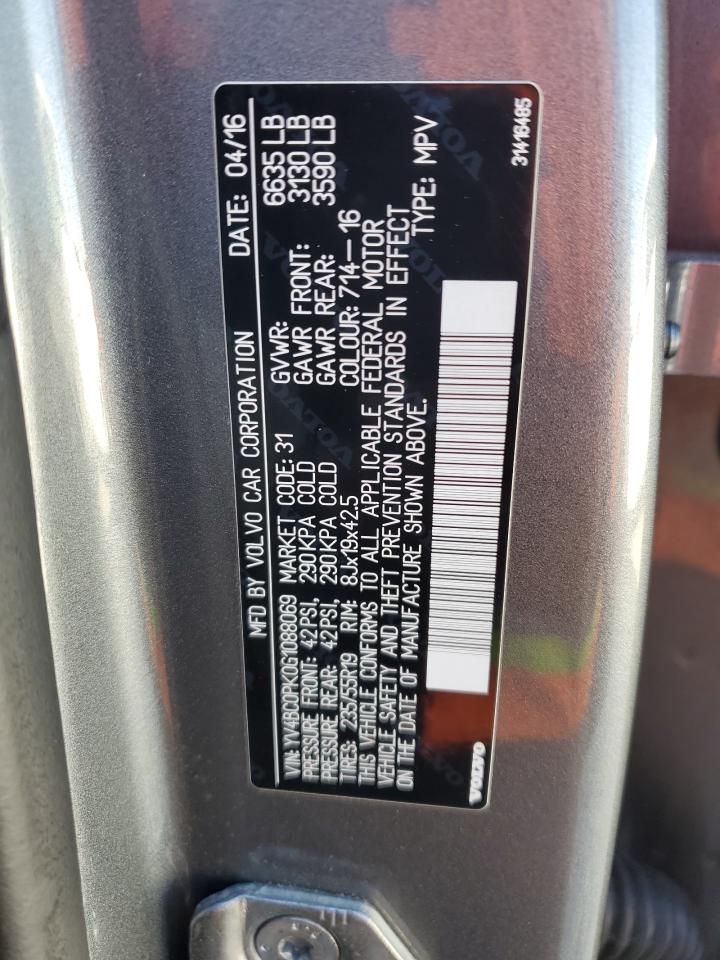 MFD BY VOLVO CAR CORPORATION DATE: 04/16
VIN: YV4BC0PK0G1088069 MARKET CODE: 31 GVWR: 6635 LB
PRESSURE FRONT: 42PSI, 290KPA COLD GAWR FRONT: 3130 LB
PRESSURE REAR: 42PSI, 290KPA COLD GAWR REAR: 3590 LB
TIRES: 235/55R19 RIM: 8Jx19x42.5 COLOUR: 714—16
THIS VEHICLE CONFORMS TO ALL APPLICABLE FEDERAL MOTOR
VEHICLE SAFETY AND THEFT PREVENTION STANDARDS IN EFFECT
ON THE DATE OF MANUFACTURE SHOWN ABOVE. TYPE: MPV
VOLVO 31416485